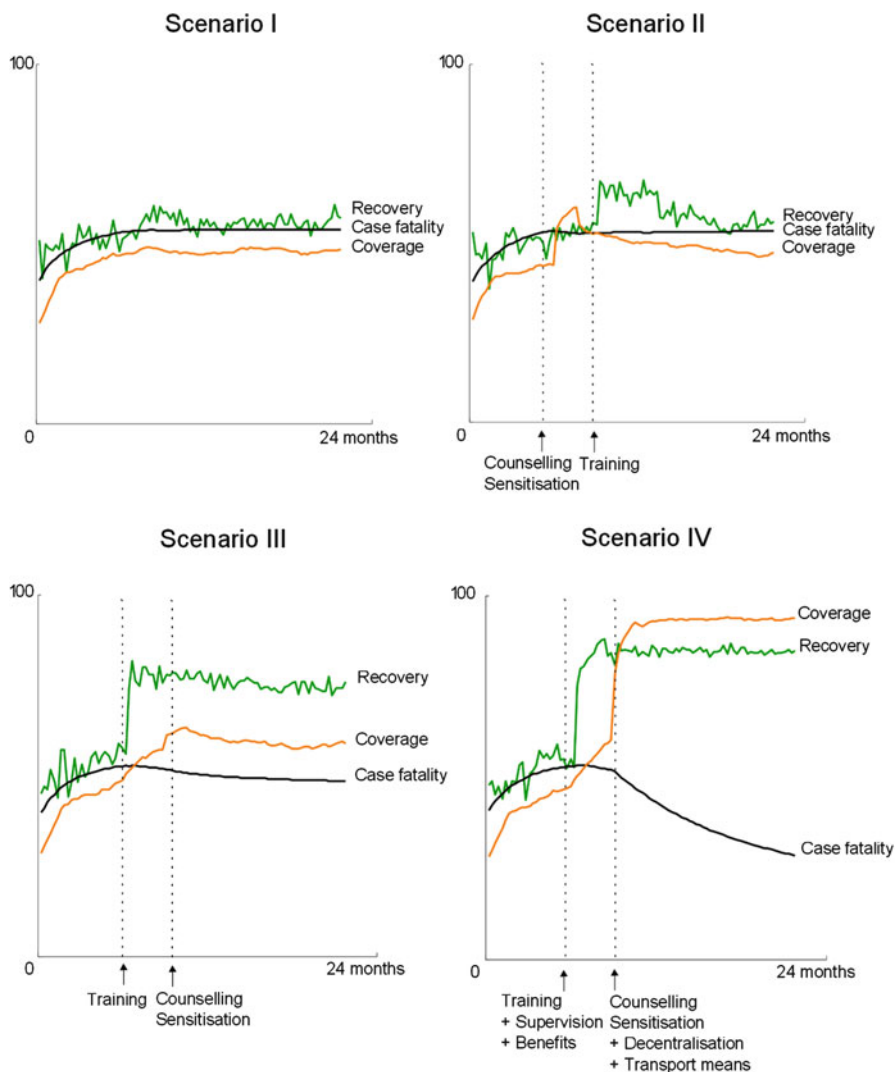 Scenario I
100
Recovery
Case fatality
Coverage
0
24 months
Scenario II
100
Recovery
Case fatality
Coverage
0
24 months
Counselling
Sensitisation
Training
Scenario III
100
Recovery
Coverage
Case fatality
0
24 months
Training
Counselling
Sensitisation
Scenario IV
100
Coverage
Recovery
Case fatality
0
24 months
Training
+ Supervision
+ Benefits
Counselling
Sensitisation
+ Decentralisation
+ Transport means